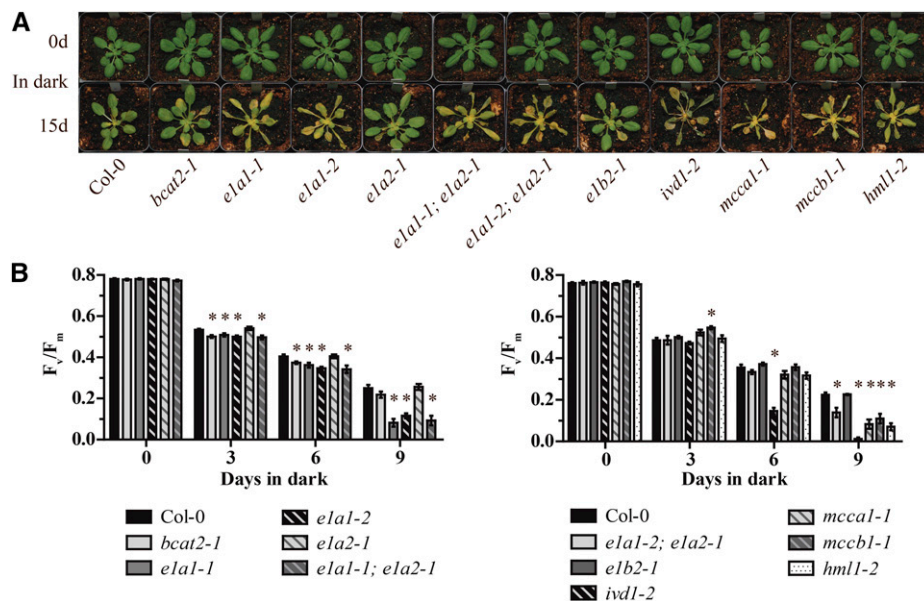 A
0d
In dark
15d
Col-0
bcat2-1
e1a1-1
e1a1-2
e1a2-1
e1a1-1; e1a2-1
e1a1-2; e1a2-1
e1b2-1
ivd1-2
mcca1-1
mccb1-1
hml1-2
B
Fv/Fm
0.8
0.6
0.4
0.2
0.0
* * * *
* * * *
* * *
0 3 6 9
Days in dark
Col-0
bcat2-1
e1a1-1
e1a1-2
e1a2-1
e1a1-1; e1a2-1
Fv/Fm
0.8
0.6
0.4
0.2
0.0
*
*
* * * * *
0 3 6 9
Days in dark
Col-0
e1a1-2; e1a2-1
e1b2-1
ivd1-2
mcca1-1
mccb1-1
hml1-2